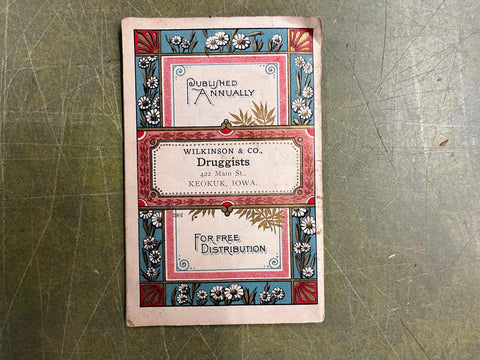 PUBLISHED
ANNUALLY
WILKINSON & CO.,
Druggists
422 Main St.,
KEOKUK, IOWA.
FOR FREE
DISTRIBUTION